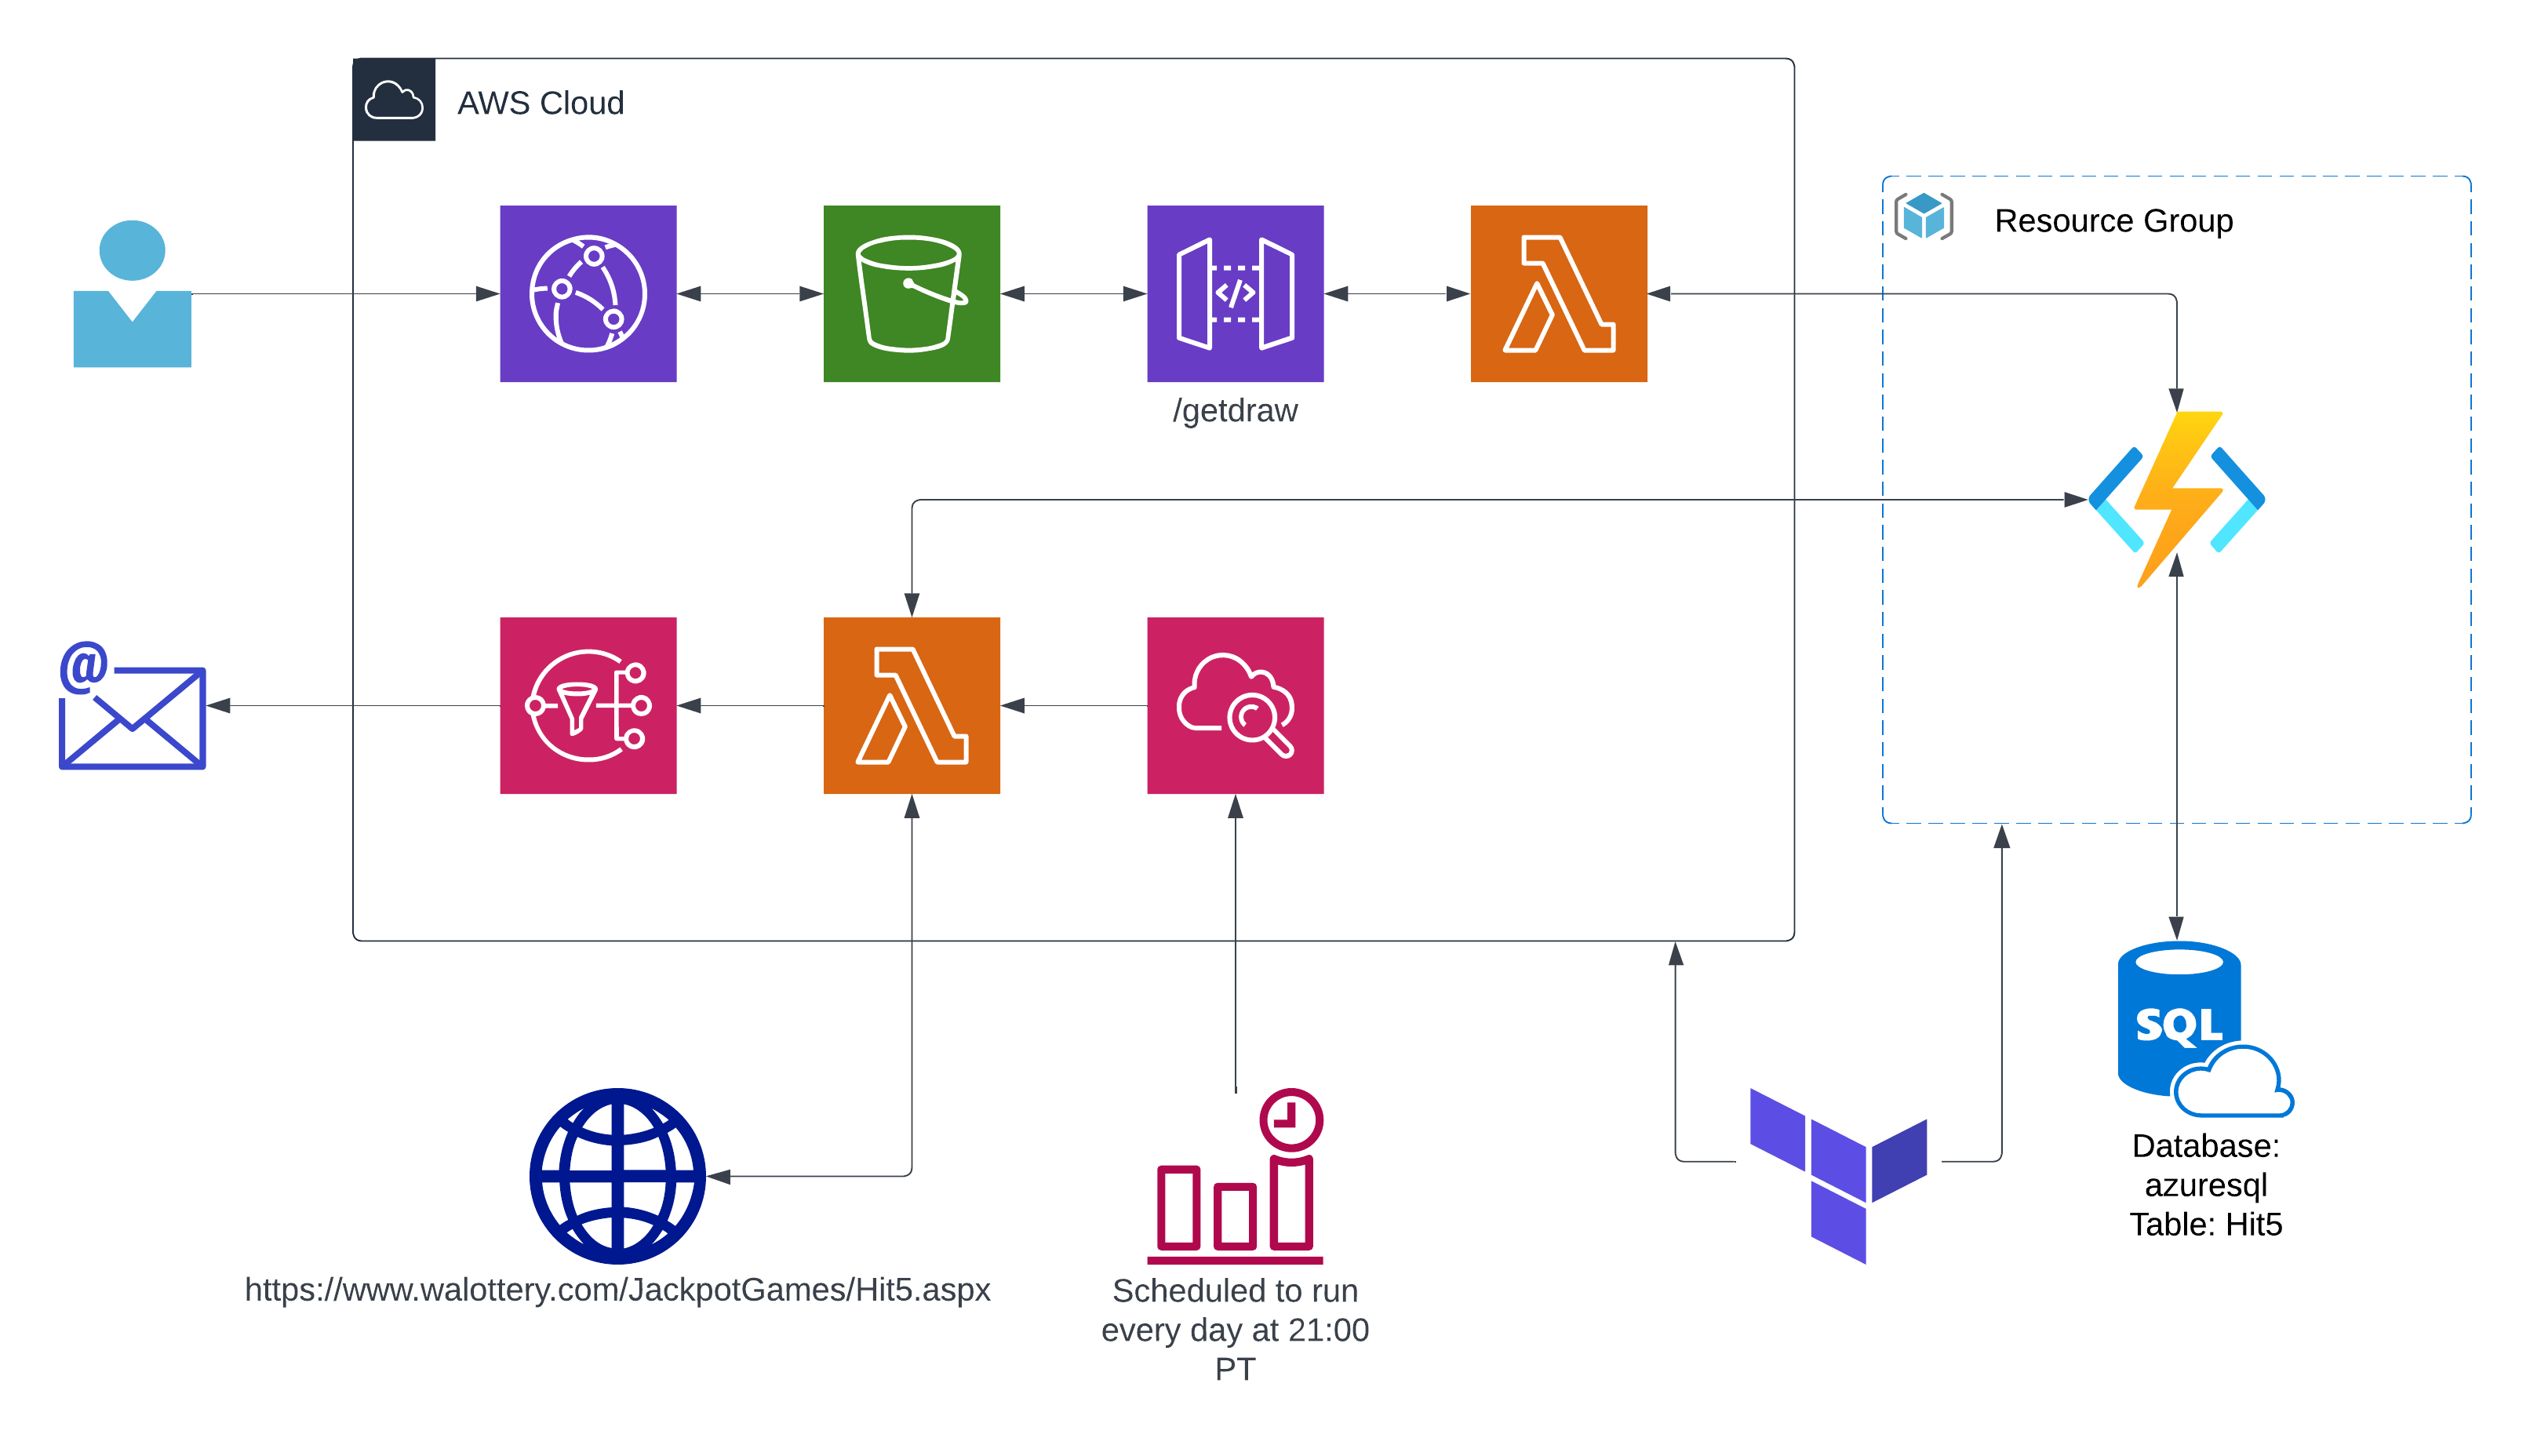 AWS Cloud
Resource Group
/getdraw
@
SQL
Database:
azuresql
Table: Hit5
https://www.walottery.com/JackpotGames/Hit5.aspx
Scheduled to run
every day at 21:00
PT